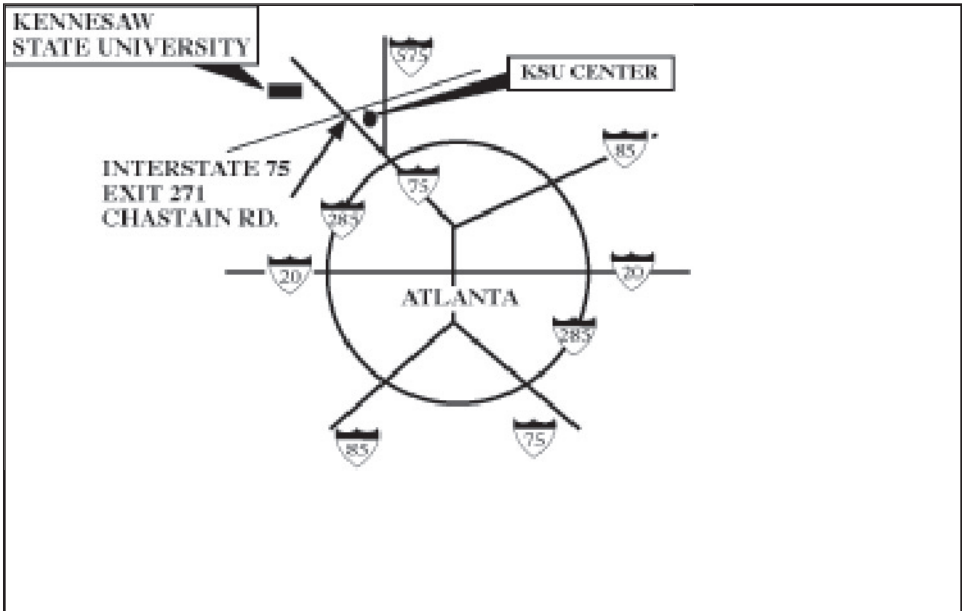 KENNESAW
STATE UNIVERSITY
575
KSU CENTER
85
INTERSTATE 75
EXIT 271
CHASTAIN RD.
75
285
20
20
ATLANTA
285
85
75